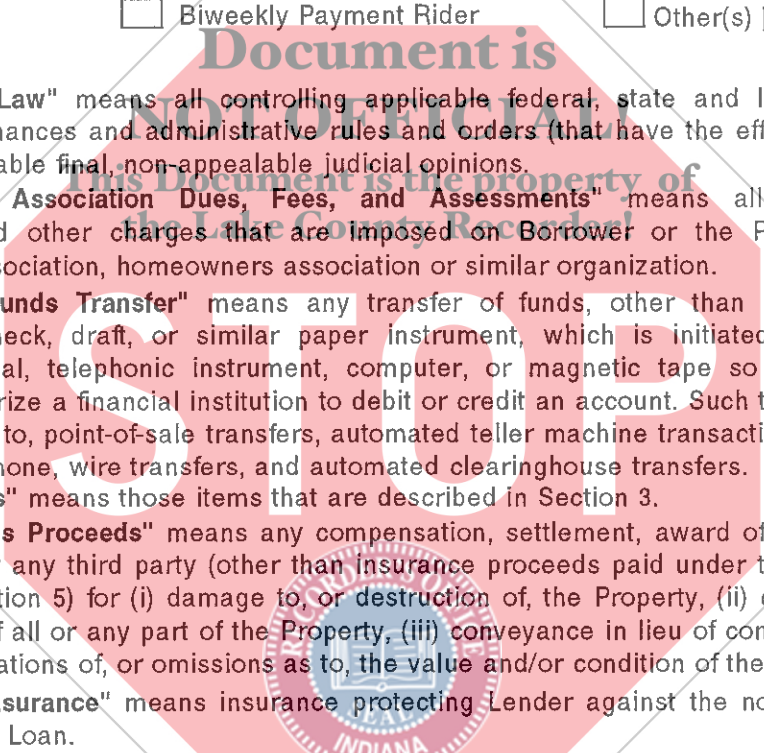 Biweekly Payment Rider Other(s)
Document is
Law" means all controlling applicable federal, state and l
NOT OFFICIAL!
nances and administrative rules and orders (that have the eff
able final, non-appealable judicial opinions.
This Document is the property of
Association Dues, Fees, and Assessments" means all
d other charges that are imposed on Borrower or the P
the Lake County Recorder!
sociation, homeowners association or similar organization.
unds Transfer" means any transfer of funds, other than
neck, draft, or similar paper instrument, which is initiated
al, telephonic instrument, computer, or magnetic tape so
rize a financial institution to debit or credit an account. Such t
STOP
to, point-of-sale transfers, automated teller machine transacti
hone, wire transfers, and automated clearinghouse transfers.
s" means those items that are described in Section 3.
s Proceeds" means any compensation, settlement, award of
any third party (other than insurance proceeds paid under t
tion 5) for (i) damage to, or destruction of, the Property, (ii)
f all or any part of the Property, (iii) conveyance in lieu of con
ations of, or omissions as to, the value and/or condition of the
surance" means insurance protecting Lender against the no
Loan.
RECORDER'S OFFICE
SEAL
INDIANA